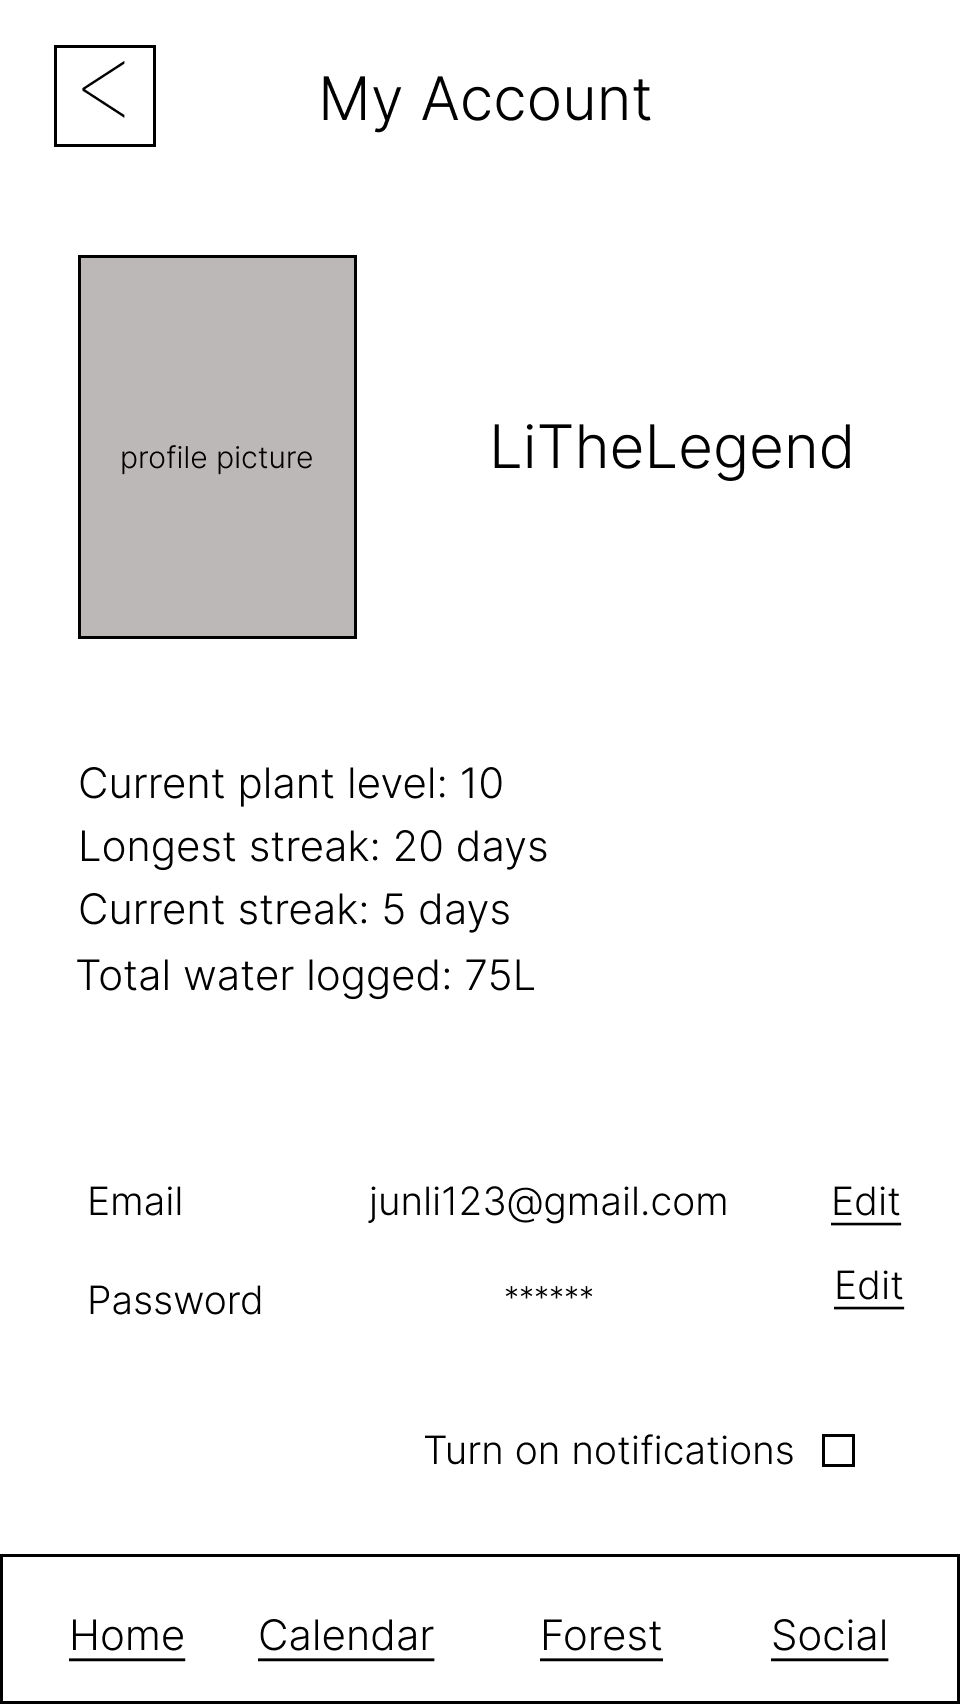 My Account
profile picture
LiTheLegend
Current plant level: 10
Longest streak: 20 days
Current streak: 5 days
Total water logged: 75L
Email junli123@gmail.com Edit
Password ****** Edit
Turn on notifications
Home Calendar Forest Social